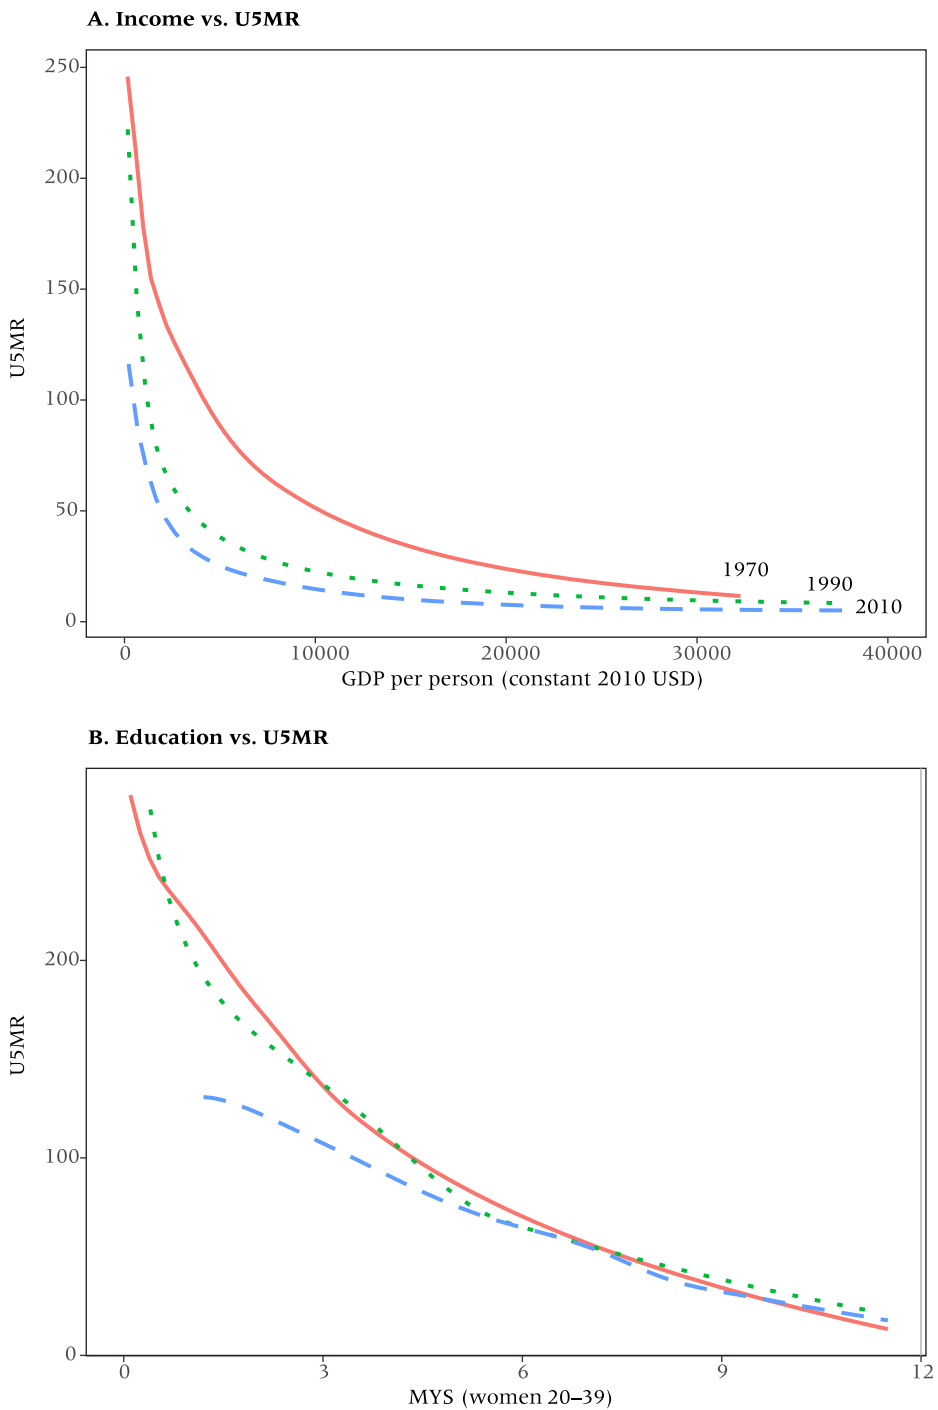 A. Income vs. U5MR
250
200
150
100
50
0
U5MR
1970
1990
2010
0 10000 20000 30000 40000
GDP per person (constant 2010 USD)
B. Education vs. U5MR
200
100
0
U5MR
0 3 6 9 12
MYS (women 20–39)